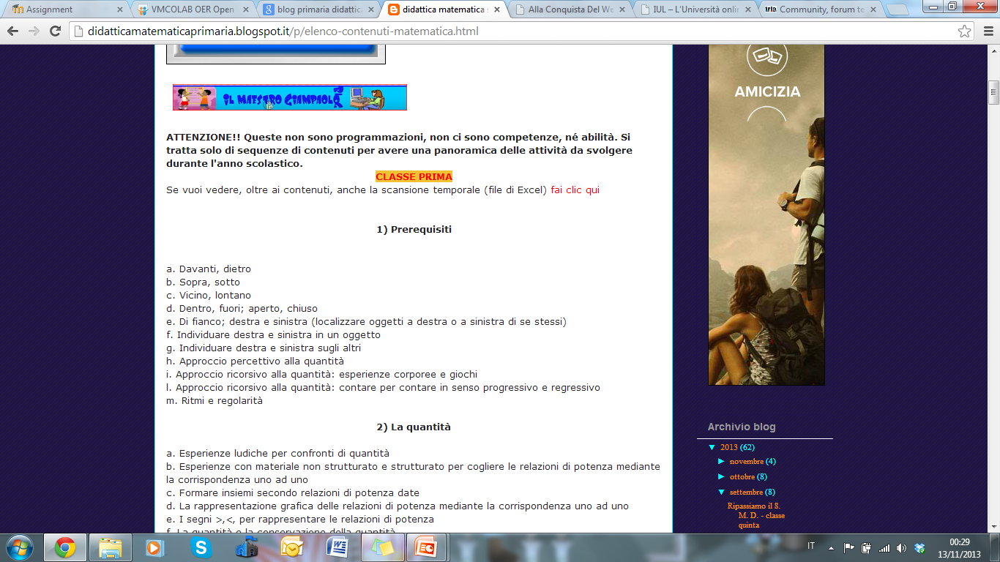 Assignment
VMCOLAB OER Open
blog primaria didattica
didattica matematica
Alla Conquista Del We
IUL – L'Università onlin
Community, forum te
didatticamatematicaprimaria.blogspot.it/p/elenco-contenuti-matematica.html
IL MAESTRO GIAMPAOLO
AMICIZIA
ATTENZIONE!! Queste non sono programmazioni, non ci sono competenze, né abilità. Si
tratta solo di sequenze di contenuti per avere una panoramica delle attività da svolgere
durante l'anno scolastico.
CLASSE PRIMA
Se vuoi vedere, oltre ai contenuti, anche la scansione temporale (file di Excel) fai clic qui
1) Prerequisiti
a. Davanti, dietro
b. Sopra, sotto
c. Vicino, lontano
d. Dentro, fuori; aperto, chiuso
e. Di fianco; destra e sinistra (localizzare oggetti a destra o a sinistra di se stessi)
f. Individuare destra e sinistra in un oggetto
g. Individuare destra e sinistra sugli altri
h. Approccio percettivo alla quantità
i. Approccio ricorsivo alla quantità: esperienze corporee e giochi
l. Approccio ricorsivo alla quantità: contare per contare in senso progressivo e regressivo
m. Ritmi e regolarità
2) La quantità
a. Esperienze ludiche per confronti di quantità
b. Esperienze con materiale non strutturato e strutturato per cogliere le relazioni di potenza mediante
la corrispondenza uno ad uno
c. Formare insiemi secondo relazioni di potenza date
d. La rappresentazione grafica delle relazioni di potenza mediante la corrispondenza uno ad uno
e. I segni >,<, per rappresentare le relazioni di potenza
f. La quantità e la conservazione della quantità
Archivio blog
▼ 2013 (62)
► novembre (4)
► ottobre (8)
▼ settembre (8)
Ripassiamo il S.
M. D. - classe
quinta
IT
00:29
13/11/2013